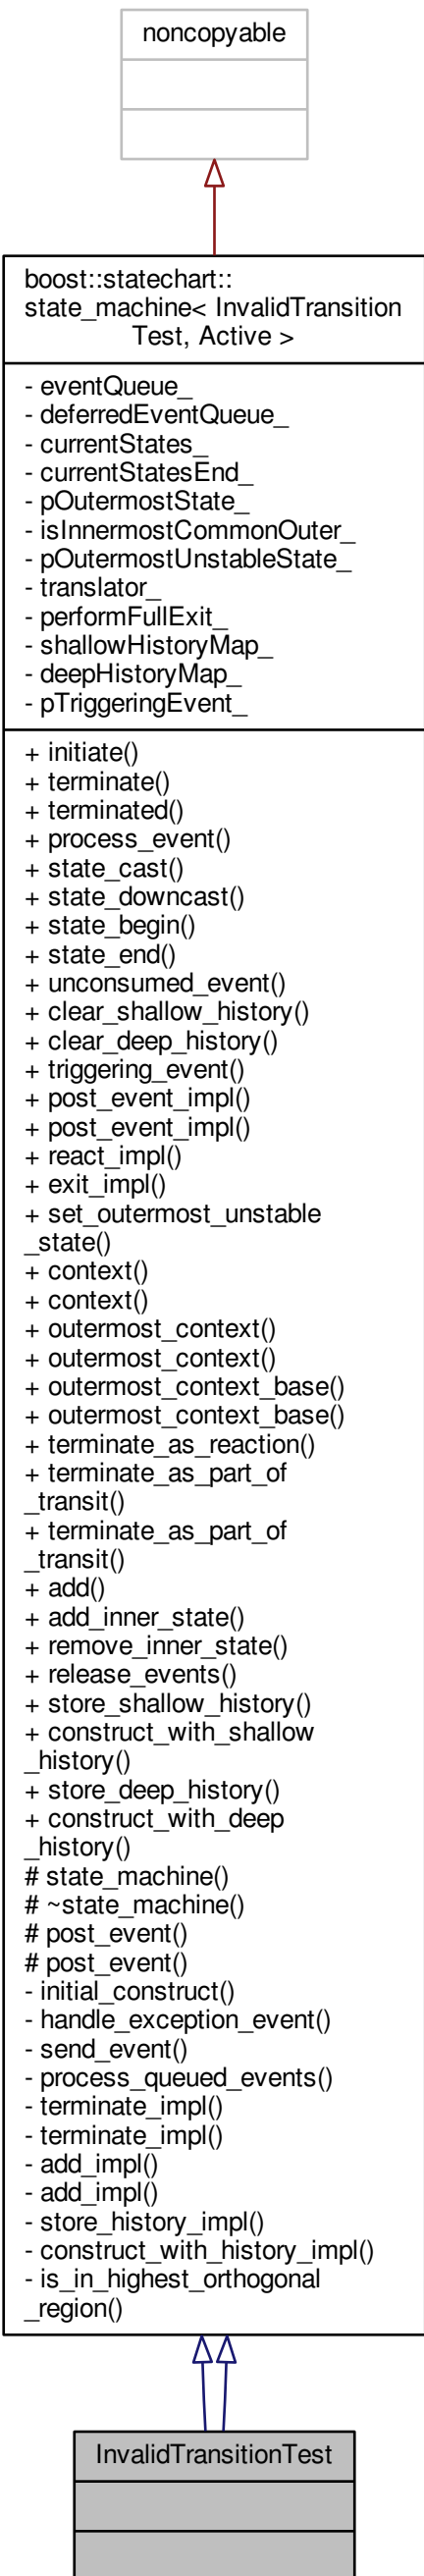 noncopyable
boost::statechart::
state_machine< InvalidTransition
Test, Active >
- eventQueue_
- deferredEventQueue_
- currentStates_
- currentStatesEnd_
- pOutermostState_
- isInnermostCommonOuter_
- pOutermostUnstableState_
- translator_
- performFullExit_
- shallowHistoryMap_
- deepHistoryMap_
- pTriggeringEvent_
+ initiate()
+ terminate()
+ terminated()
+ process_event()
+ state_cast()
+ state_downcast()
+ state_begin()
+ state_end()
+ unconsumed_event()
+ clear_shallow_history()
+ clear_deep_history()
+ triggering_event()
+ post_event_impl()
+ post_event_impl()
+ react_impl()
+ exit_impl()
+ set_outermost_unstable
_state()
+ context()
+ context()
+ outermost_context()
+ outermost_context()
+ outermost_context_base()
+ outermost_context_base()
+ terminate_as_reaction()
+ terminate_as_part_of
_transit()
+ terminate_as_part_of
_transit()
+ add()
+ add_inner_state()
+ remove_inner_state()
+ release_events()
+ store_shallow_history()
+ construct_with_shallow
_history()
+ store_deep_history()
+ construct_with_deep
_history()
# state_machine()
# ~state_machine()
# post_event()
# post_event()
- initial_construct()
- handle_exception_event()
- send_event()
- process_queued_events()
- terminate_impl()
- terminate_impl()
- add_impl()
- add_impl()
- store_history_impl()
- construct_with_history_impl()
- is_in_highest_orthogonal
_region()
InvalidTransitionTest